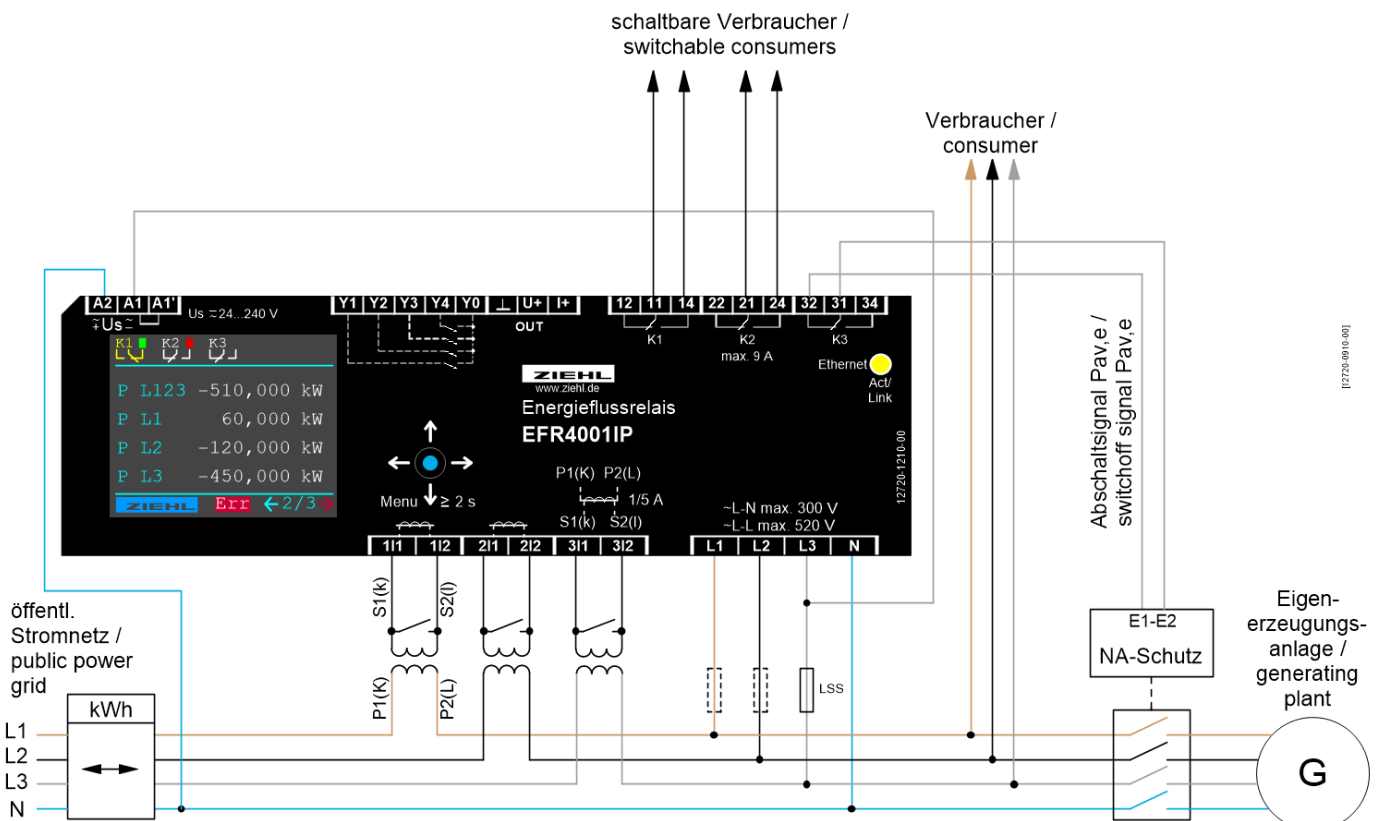 schaltbare Verbraucher /
switchable consumers
Verbraucher /
consumer
A2 A1 A1'
Us 24...240 V
Us
Y1 Y2 Y3 Y4 Y0 ⊥ U+ I+
OUT
12 11 14 22 21 24 32 31 34
K1 K2 K3
max. 9 A
K1 K2 K3
P L123 -510,000 kW
P L1 60,000 kW
P L2 -120,000 kW
P L3 -450,000 kW
ZIEHL Err ←2/3→
ZIEHL
www.ziehl.de
Energieflussrelais
EFR4001IP
Ethernet
Act/
Link
Menu ≥ 2 s
P1(K) P2(L)
1/5 A
S1(k) S2(l)
~L-N max. 300 V
~L-L max. 520 V
12720-1210-00
1I1 1I2 2I1 2I2 3I1 3I2 L1 L2 L3 N
Abschaltsignal Pav,e /
switchoff signal Pav,e
[12720-0910-00]
S1(k) S2(l)
P1(K) P2(L)
LSS
öffentl.
Stromnetz /
public power
grid
kWh
L1
L2
L3
N
E1-E2
NA-Schutz
Eigen-
erzeugungs-
anlage /
generating
plant
G